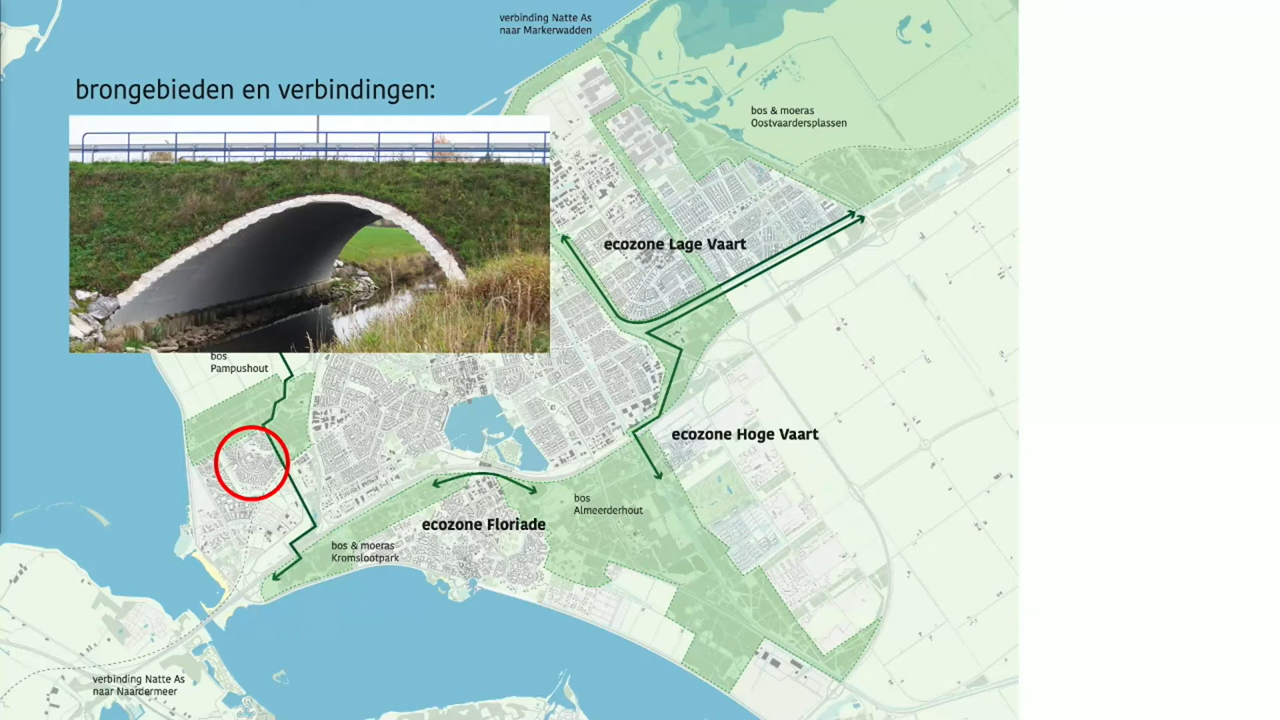 verbinding Natte As
naar Markerwadden
brongebieden en verbindingen:
bos & moeras
Oostvaardersplassen
ecozone Lage Vaart
bos
Pampushout
ecozone Hoge Vaart
bos
Almeerderhout
ecozone Floriade
bos & moeras
Kromslootpark
verbinding Natte As
naar Naardermeer